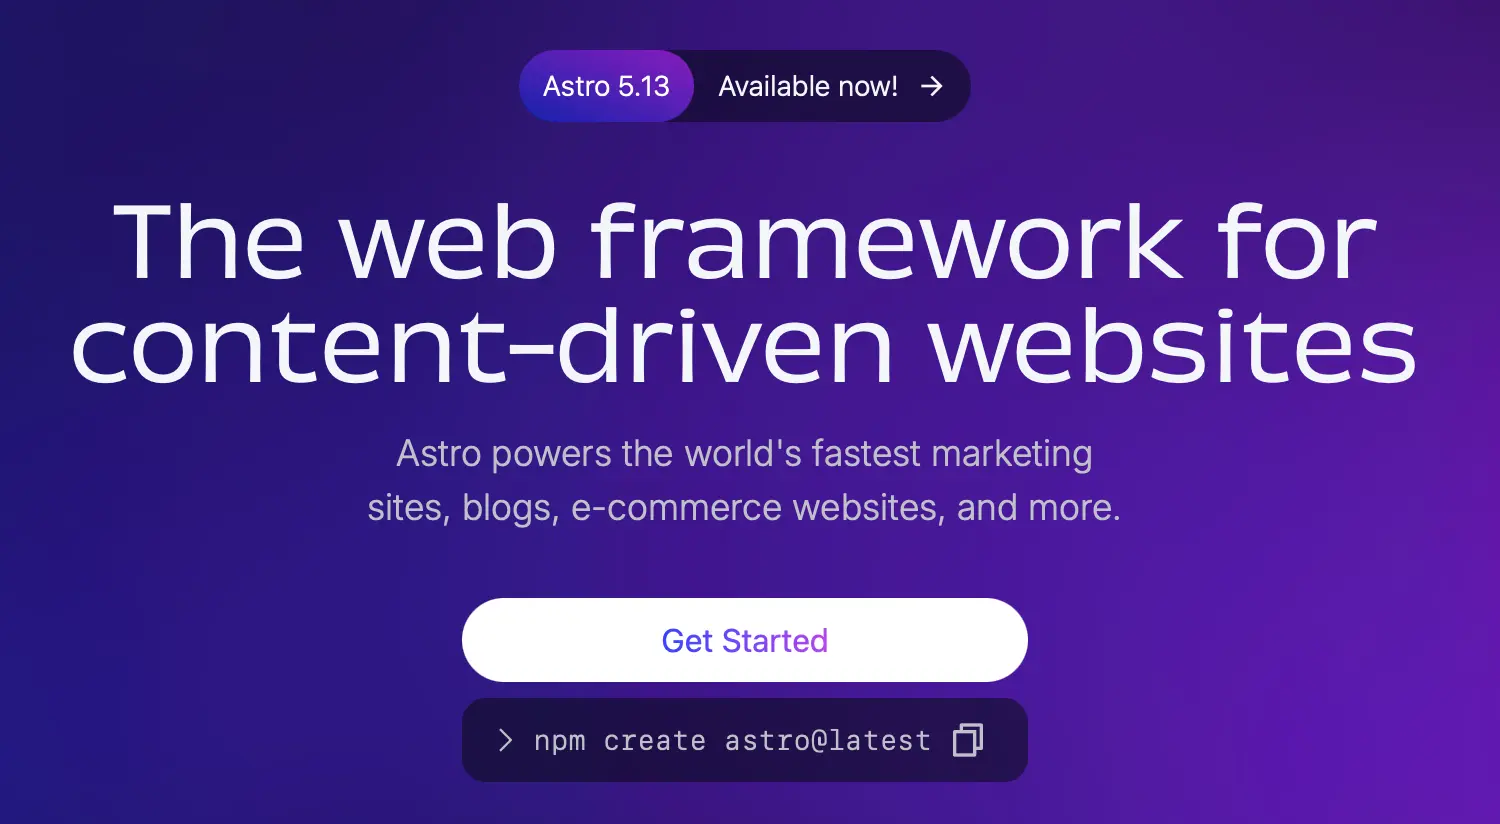 Astro 5.13 Available now! →
The web framework for
content-driven websites
Astro powers the world's fastest marketing
sites, blogs, e-commerce websites, and more.
Get Started
> npm create astro@latest